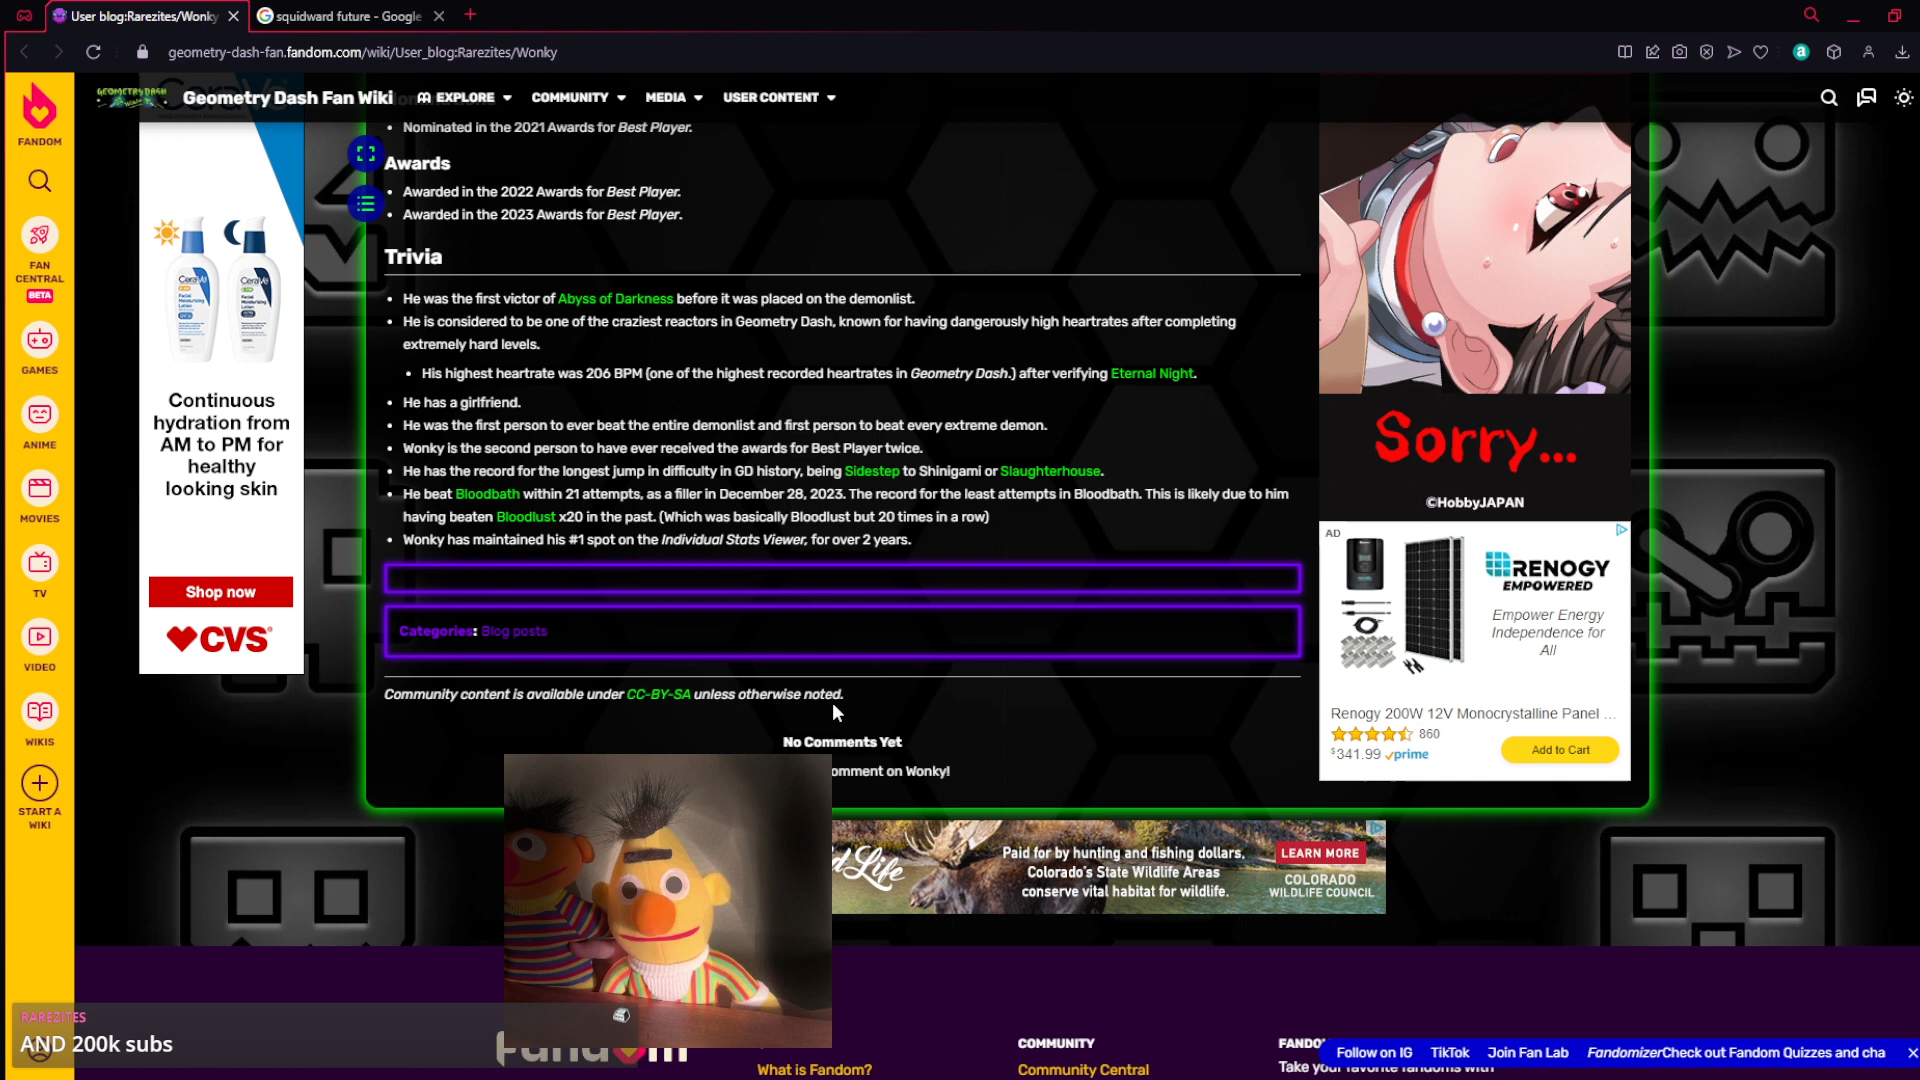 User blog:Rarezites/Wonky
squidward future - Google
geometry-dash-fan.fandom.com/wiki/User_blog:Rarezites/Wonky
Geometry Dash Fan Wiki
EXPLORE
COMMUNITY
MEDIA
USER CONTENT
FANDOM
FAN
CENTRAL
BETA
GAMES
ANIME
MOVIES
TV
VIDEO
WIKIS
START A
WIKI
CeraVe
CeraVe
Continuous
hydration from
AM to PM for
healthy
looking skin
Shop now
CVS
Nominated in the 2021 Awards for Best Player.
Awards
Awarded in the 2022 Awards for Best Player.
Awarded in the 2023 Awards for Best Player.
Trivia
He was the first victor of Abyss of Darkness before it was placed on the demonlist.
He is considered to be one of the craziest reactors in Geometry Dash, known for having dangerously high heartrates after completing
extremely hard levels.
His highest heartrate was 206 BPM (one of the highest recorded heartrates in Geometry Dash.) after verifying Eternal Night.
He has a girlfriend.
He was the first person to ever beat the entire demonlist and first person to beat every extreme demon.
Wonky is the second person to have ever received the awards for Best Player twice.
He has the record for the longest jump in difficulty in GD history, being Sidestep to Shinigami or Slaughterhouse.
He beat Bloodbath within 21 attempts, as a filler in December 28, 2023. The record for the least attempts in Bloodbath. This is likely due to him
having beaten Bloodlust x20 in the past. (Which was basically Bloodlust but 20 times in a row)
Wonky has maintained his #1 spot on the Individual Stats Viewer, for over 2 years.
Categories: Blog posts
Community content is available under CC-BY-SA unless otherwise noted.
No Comments Yet
omment on Wonky!
Sorry...
©HobbyJAPAN
AD
RENOGY
EMPOWERED
Empower Energy
Independence for
All
Renogy 200W 12V Monocrystalline Panel ...
860
$341.99 prime
Add to Cart
Paid for by hunting and fishing dollars,
Colorado's State Wildlife Areas
conserve vital habitat for wildlife.
LEARN MORE
COLORADO
WILDLIFE COUNCIL
RAREZITES
AND 200k subs
What is Fandom?
COMMUNITY
Community Central
FANDO
Take your favorite fandoms with
Follow on IG
TikTok
Join Fan Lab
FandomizerCheck out Fandom Quizzes and cha